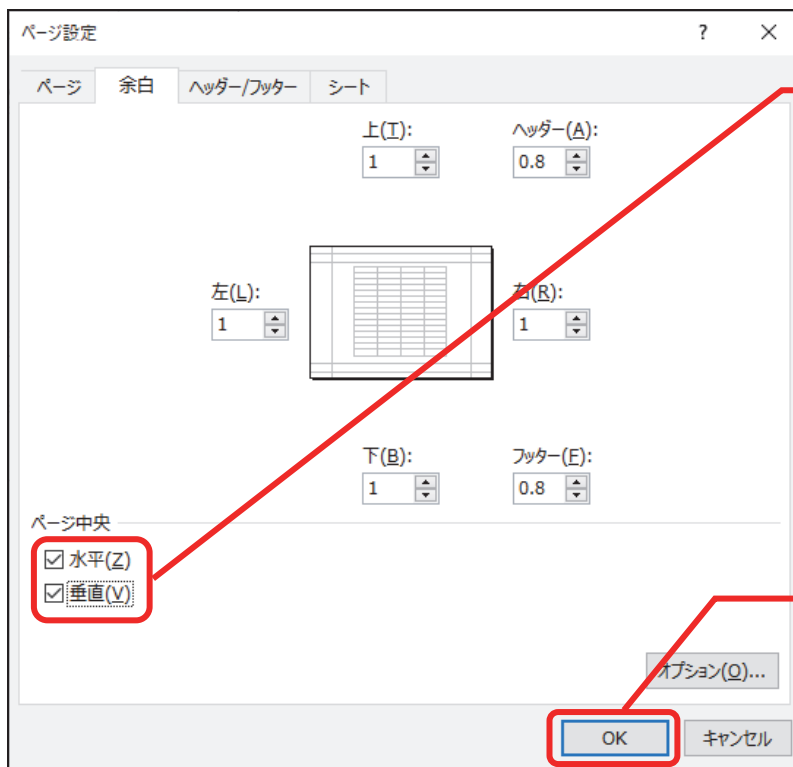 ページ設定 ? ×
ページ 余白 ヘッダー/フッター シート
上(T): ヘッダー(A):
1 0.8
左(L): 右(R):
1 1
下(B): フッター(F):
1 0.8
ページ中央
水平(Z)
垂直(V)
オプション(O)...
OK キャンセル